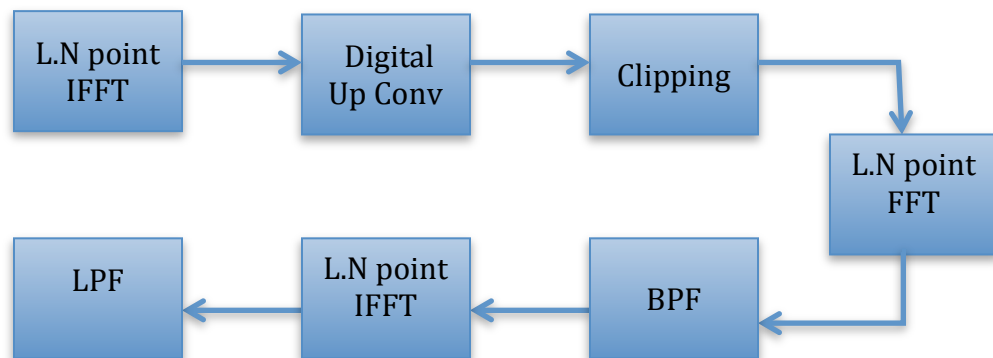 L.N point
IFFT
Digital
Up Conv
Clipping
L.N point
FFT
BPF
L.N point
IFFT
LPF